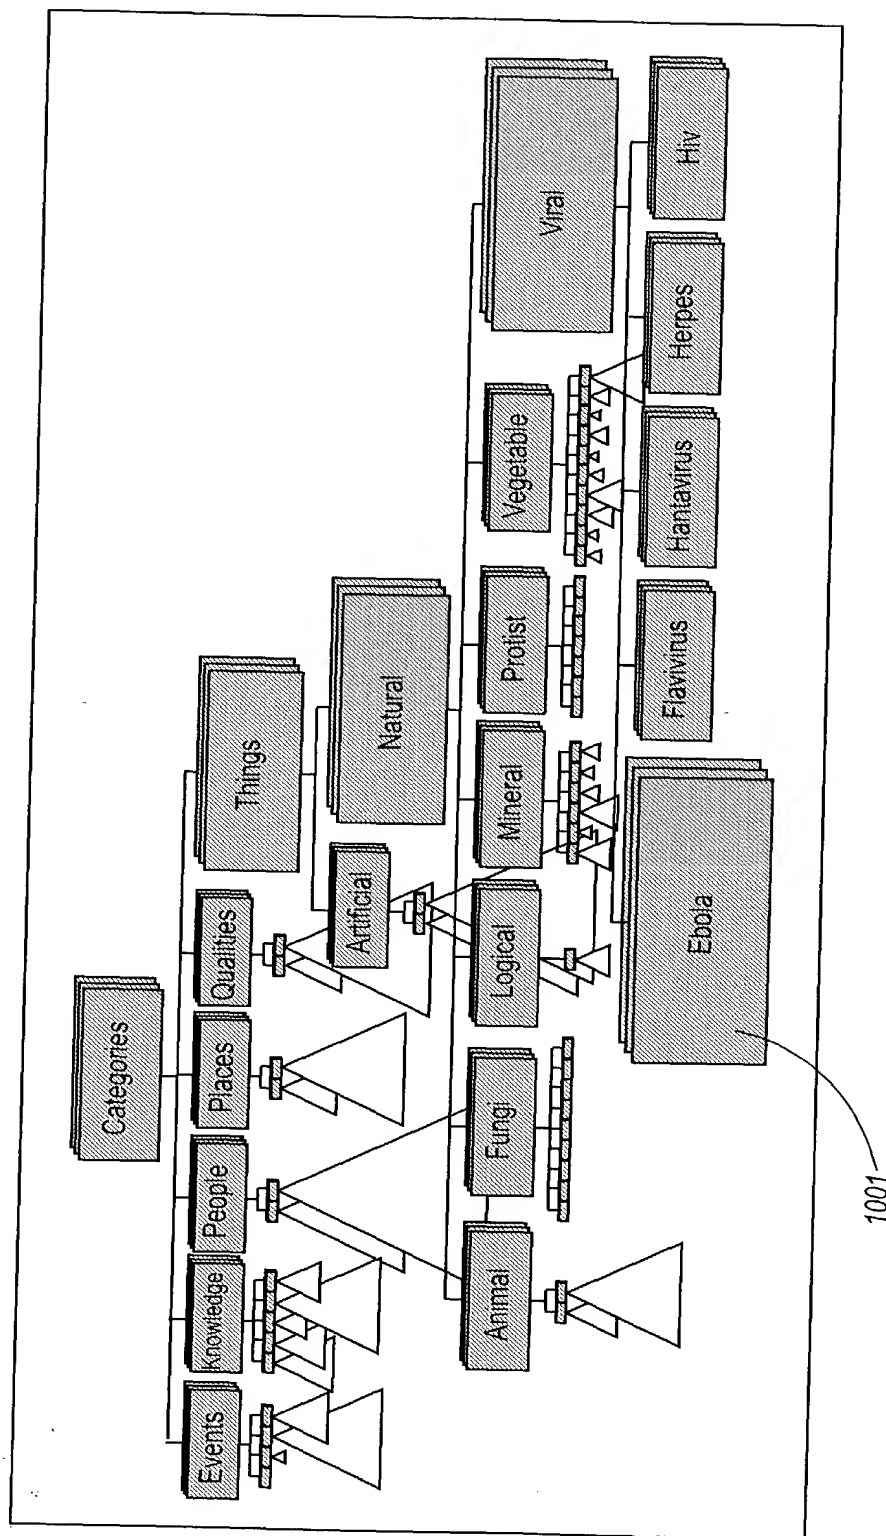 Categories
Events
Knowledge
People
Places
Qualities
Things
Artificial
Natural
Animal
Fungi
Logical
Mineral
Protist
Vegetable
Viral
Ebola
Flavivirus
Hantavirus
Herpes
Hiv
1001